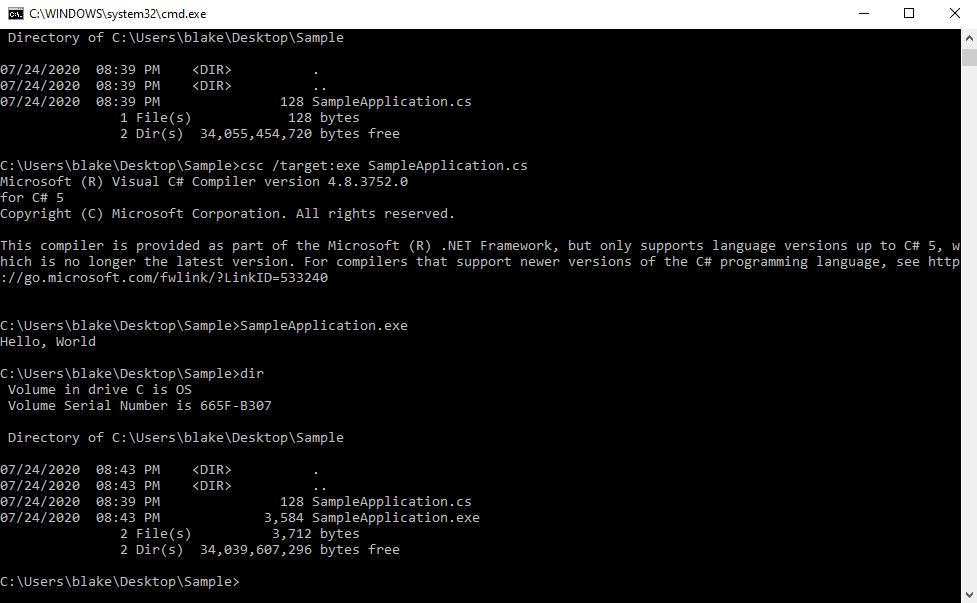 C:\WINDOWS\system32\cmd.exe
 Directory of C:\Users\blake\Desktop\Sample
07/24/2020  08:39 PM    <DIR>          .
07/24/2020  08:39 PM    <DIR>          ..
07/24/2020  08:39 PM               128 SampleApplication.cs
               1 File(s)            128 bytes
               2 Dir(s)  34,055,454,720 bytes free
C:\Users\blake\Desktop\Sample>csc /target:exe SampleApplication.cs
Microsoft (R) Visual C# Compiler version 4.8.3752.0
for C# 5
Copyright (C) Microsoft Corporation. All rights reserved.
This compiler is provided as part of the Microsoft (R) .NET Framework, but only supports language versions up to C# 5, w
hich is no longer the latest version. For compilers that support newer versions of the C# programming language, see http
://go.microsoft.com/fwlink/?LinkID=533240
C:\Users\blake\Desktop\Sample>SampleApplication.exe
Hello, World
C:\Users\blake\Desktop\Sample>dir
 Volume in drive C is OS
 Volume Serial Number is 665F-B307
 Directory of C:\Users\blake\Desktop\Sample
07/24/2020  08:43 PM    <DIR>          .
07/24/2020  08:43 PM    <DIR>          ..
07/24/2020  08:39 PM               128 SampleApplication.cs
07/24/2020  08:43 PM             3,584 SampleApplication.exe
               2 File(s)          3,712 bytes
               2 Dir(s)  34,039,607,296 bytes free
C:\Users\blake\Desktop\Sample>